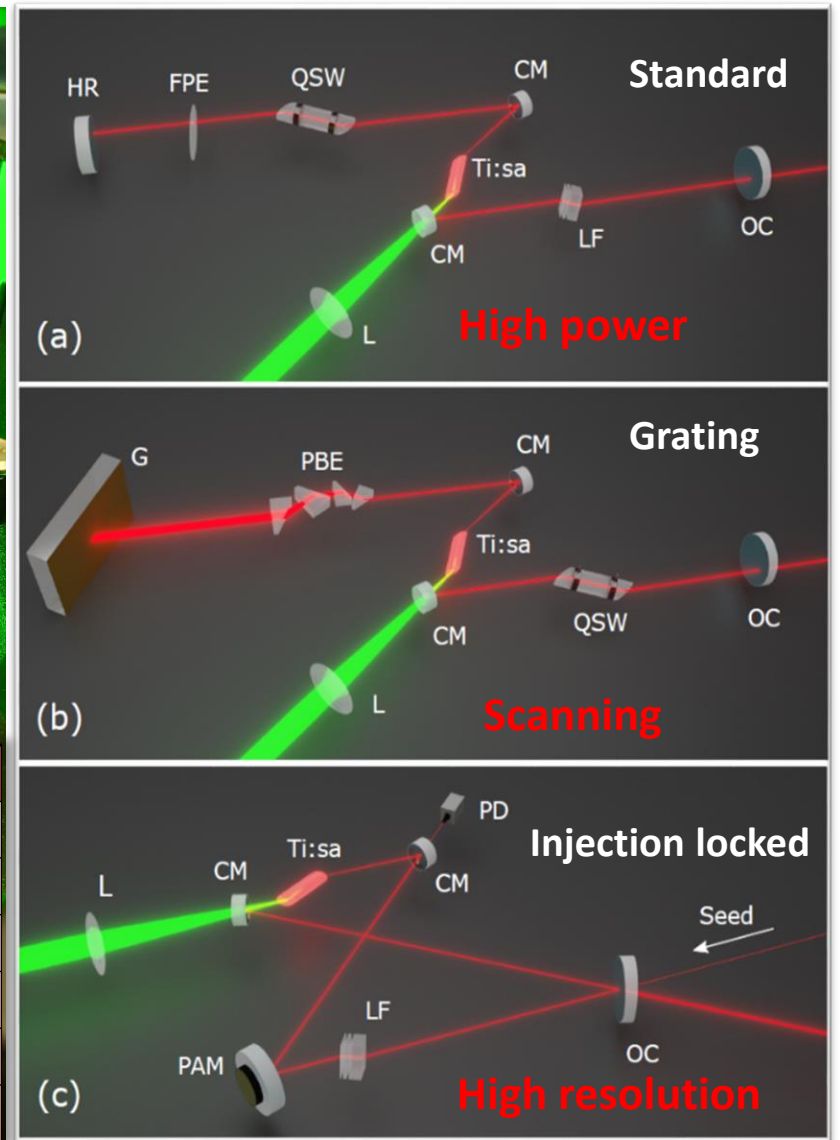 Standard
HR
FPE
QSW
CM
Ti:sa
CM
LF
OC
L
High power
(a)
Grating
G
PBE
CM
Ti:sa
CM
QSW
OC
L
Scanning
(b)
Injection locked
PD
Ti:sa
CM
CM
L
Seed
LF
PAM
OC
High resolution
(c)